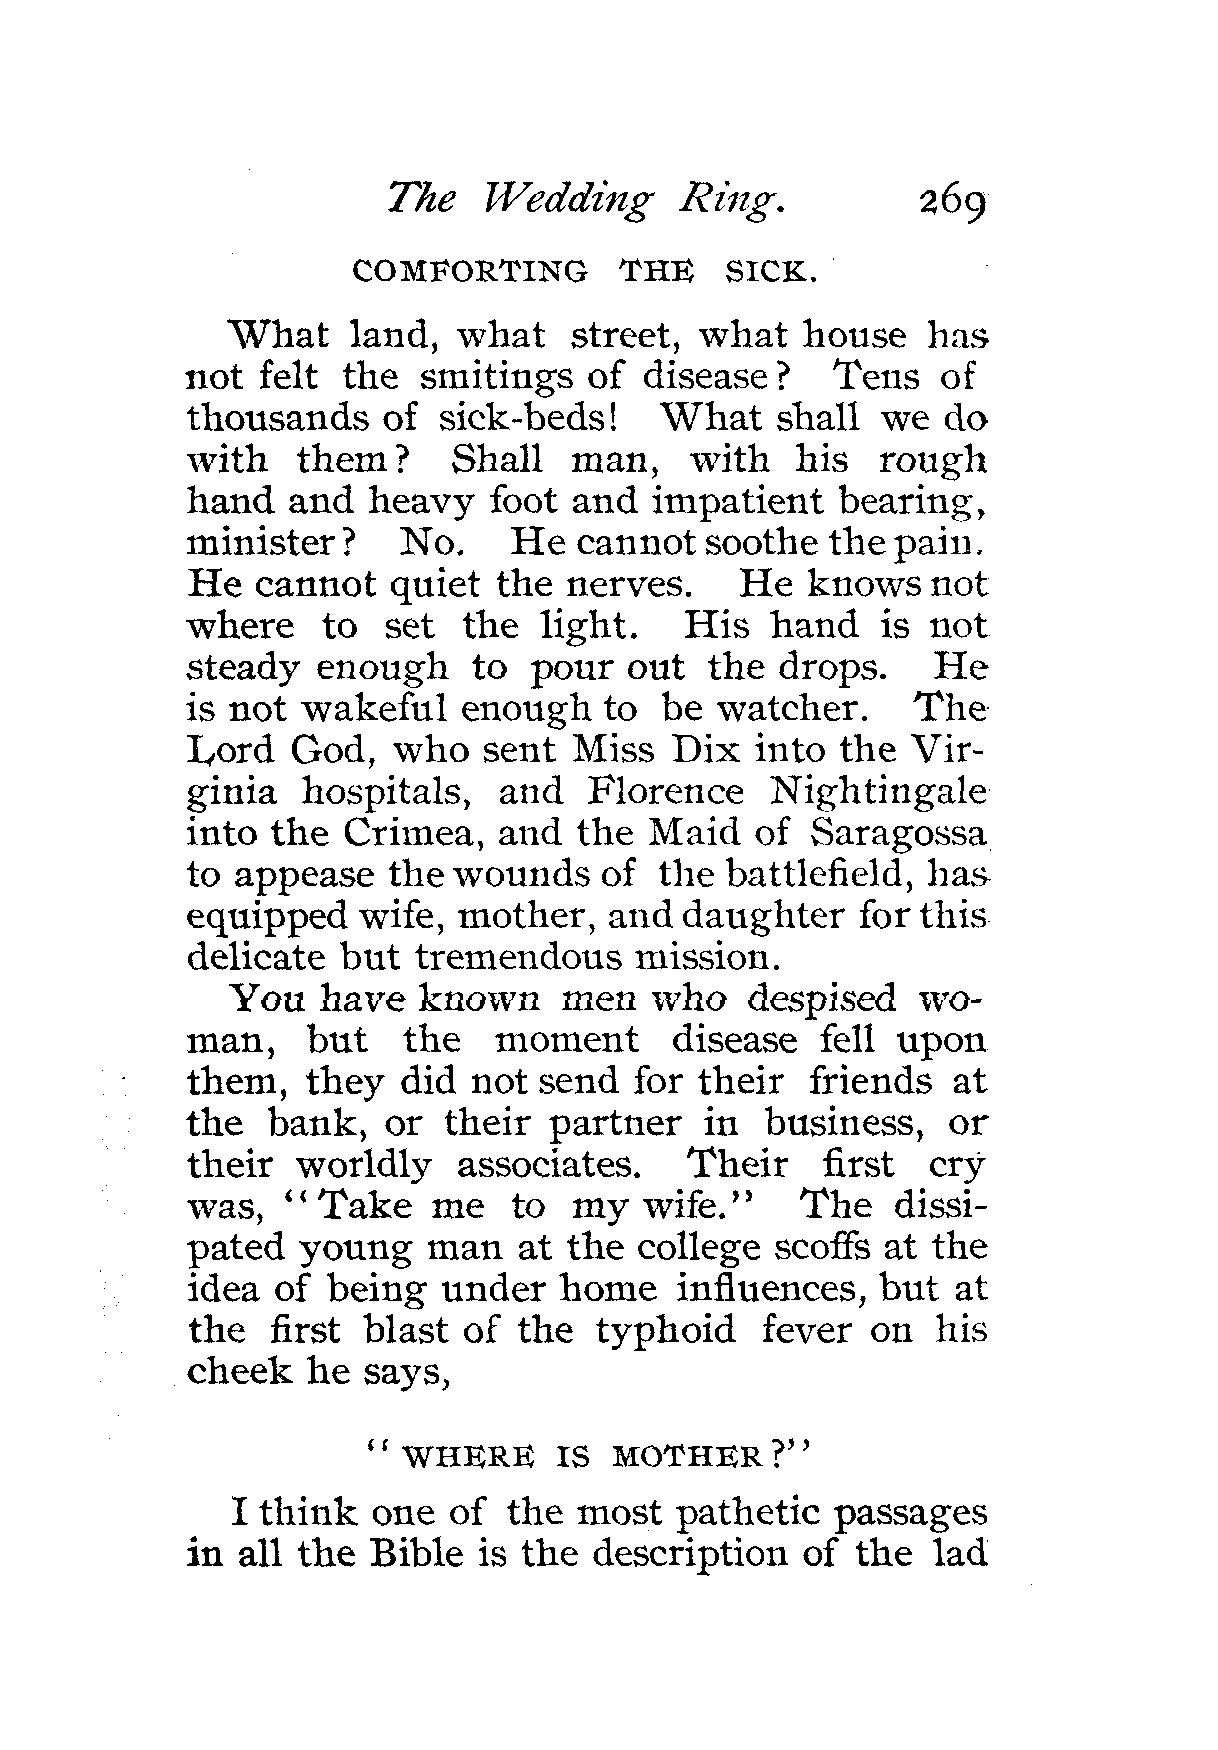 The Wedding Ring. 269
COMFORTING THE SICK.
What land, what street, what house has
not felt the smitings of disease? Tens of
thousands of sick-beds! What shall we do
with them? Shall man, with his rough
hand and heavy foot and impatient bearing,
minister? No. He cannot soothe the pain.
He cannot quiet the nerves. He knows not
where to set the light. His hand is not
steady enough to pour out the drops. He
is not wakeful enough to be watcher. The
Lord God, who sent Miss Dix into the Vir-
ginia hospitals, and Florence Nightingale
into the Crimea, and the Maid of Saragossa
to appease the wounds of the battlefield, has
equipped wife, mother, and daughter for this
delicate but tremendous mission.
You have known men who despised wo-
man, but the moment disease fell upon
them, they did not send for their friends at
the bank, or their partner in business, or
their worldly associates. Their first cry
was, "Take me to my wife." The dissi-
pated young man at the college scoffs at the
idea of being under home influences, but at
the first blast of the typhoid fever on his
cheek he says,
"WHERE IS MOTHER?"
I think one of the most pathetic passages
in all the Bible is the description of the lad